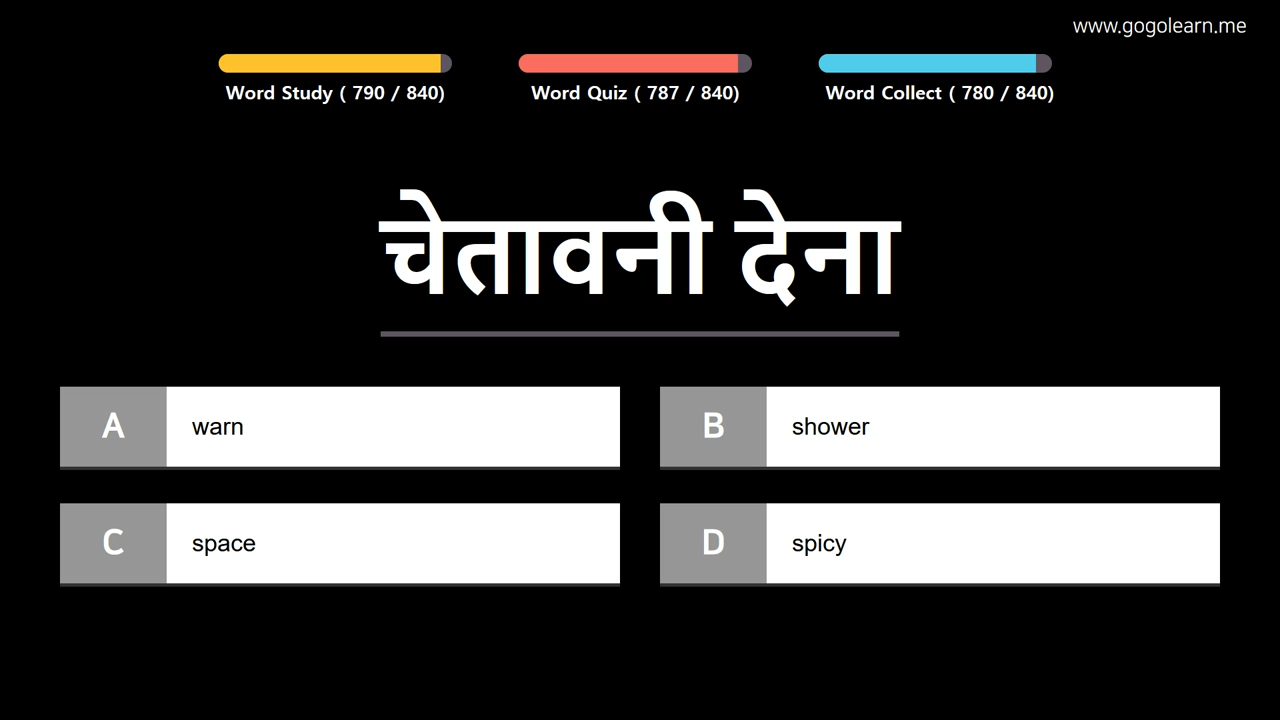 www.gogolearn.me
Word Study ( 790 / 840)
Word Quiz ( 787 / 840)
Word Collect ( 780 / 840)
चेतावनी देना
A warn
B shower
C space
D spicy